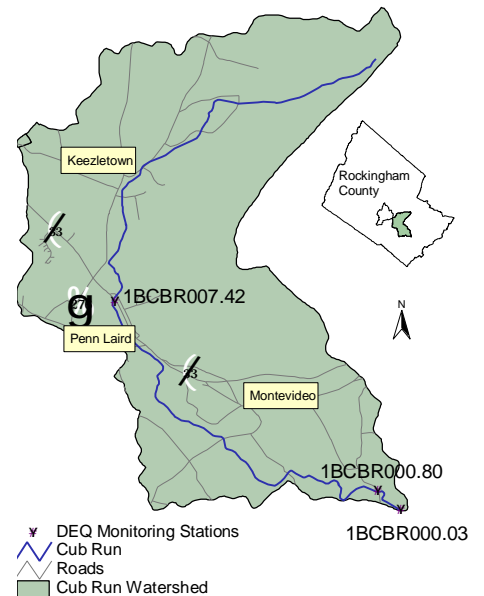 Keezletown
Rockingham
County
33
1BCBR007.42
27
g
N
Penn Laird
33
Montevideo
1BCBR000.80
1BCBR000.03
¥ DEQ Monitoring Stations
Cub Run
Roads
Cub Run Watershed